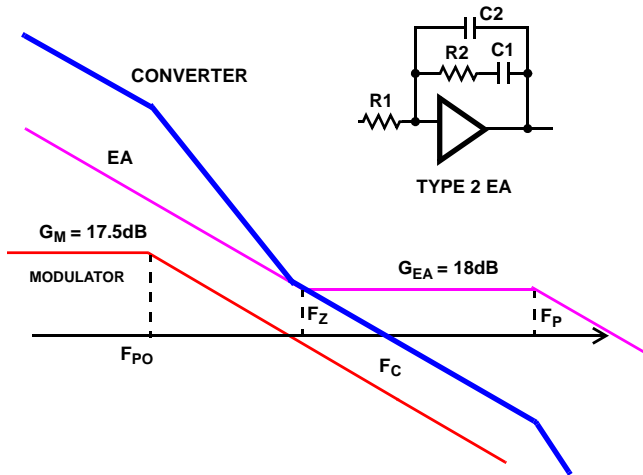 C2
R2
C1
R1
CONVERTER
EA
TYPE 2 EA
G_M = 17.5dB
G_EA = 18dB
MODULATOR
F_Z
F_P
F_PO
F_C